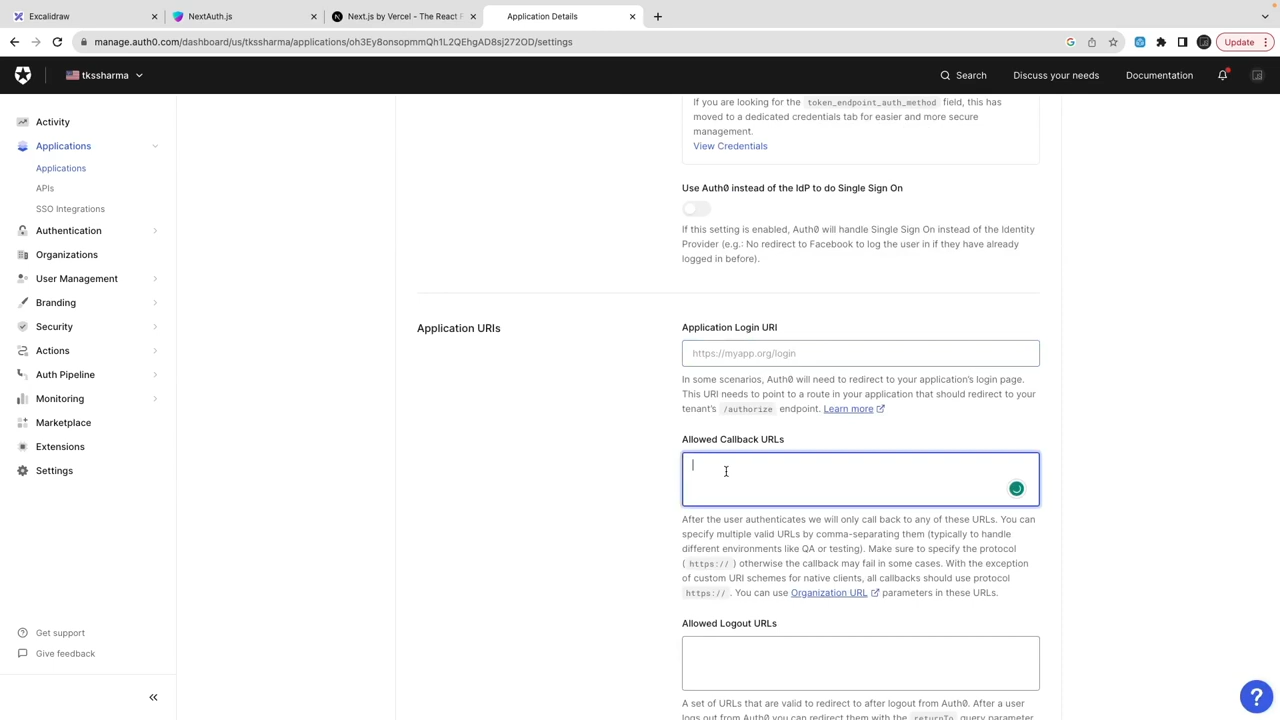 Excalidraw
NextAuth.js
Next.js by Vercel - The React F
Application Details
manage.auth0.com/dashboard/us/tkssharma/applications/oh3Ey8onsopmmQh1L2QEhgAD8sj272OD/settings
Update
tkssharma
Search
Discuss your needs
Documentation
Activity
Applications
Applications
APIs
SSO Integrations
Authentication
Organizations
User Management
Branding
Security
Actions
Auth Pipeline
Monitoring
Marketplace
Extensions
Settings
Get support
Give feedback
If you are looking for the token_endpoint_auth_method field, this has
moved to a dedicated credentials tab for easier and more secure
management.
View Credentials
Use Auth0 instead of the IdP to do Single Sign On
If this setting is enabled, Auth0 will handle Single Sign On instead of the Identity
Provider (e.g.: No redirect to Facebook to log the user in if they have already
logged in before).
Application URIs
Application Login URI
https://myapp.org/login
In some scenarios, Auth0 will need to redirect to your application's login page.
This URI needs to point to a route in your application that should redirect to your
tenant's /authorize endpoint. Learn more
Allowed Callback URLs
After the user authenticates we will only call back to any of these URLs. You can
specify multiple valid URLs by comma-separating them (typically to handle
different environments like QA or testing). Make sure to specify the protocol
( https:// ) otherwise the callback may fail in some cases. With the exception
of custom URI schemes for native clients, all callbacks should use protocol
https:// . You can use Organization URL parameters in these URLs.
Allowed Logout URLs
A set of URLs that are valid to redirect to after logout from Auth0. After a user
logs out from Auth0 you can redirect them with the returnTo query parameter.